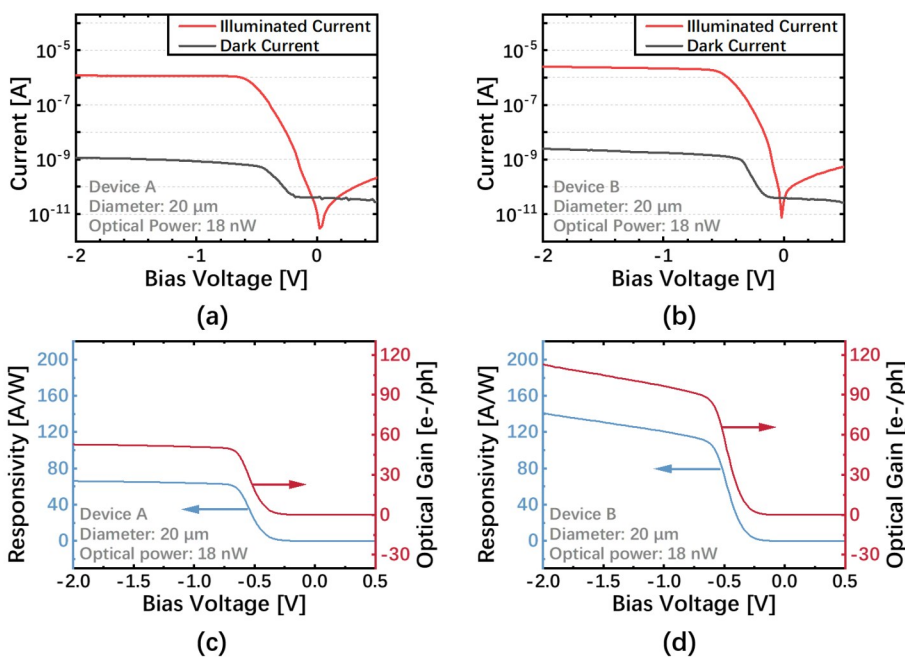 Illuminated Current
Dark Current
Current [A]
10⁻⁵
10⁻⁷
10⁻⁹
10⁻¹¹
Device A
Diameter: 20 μm
Optical Power: 18 nW
-2
-1
0
Bias Voltage [V]
(a)
Illuminated Current
Dark Current
Current [A]
10⁻⁵
10⁻⁷
10⁻⁹
10⁻¹¹
Device B
Diameter: 20 μm
Optical Power: 18 nW
-2
-1
0
Bias Voltage [V]
(b)
Responsivity [A/W]
200
160
120
80
40
0
Optical Gain [e-/ph]
120
90
60
30
0
-30
Device A
Diameter: 20 μm
Optical power: 18 nW
-2.0 -1.5 -1.0 -0.5 0.0 0.5
Bias Voltage [V]
(c)
Responsivity [A/W]
200
160
120
80
40
0
Optical Gain [e-/ph]
120
90
60
30
0
-30
Device B
Diameter: 20 μm
Optical power: 18 nW
-2.0 -1.5 -1.0 -0.5 0.0 0.5
Bias Voltage [V]
(d)